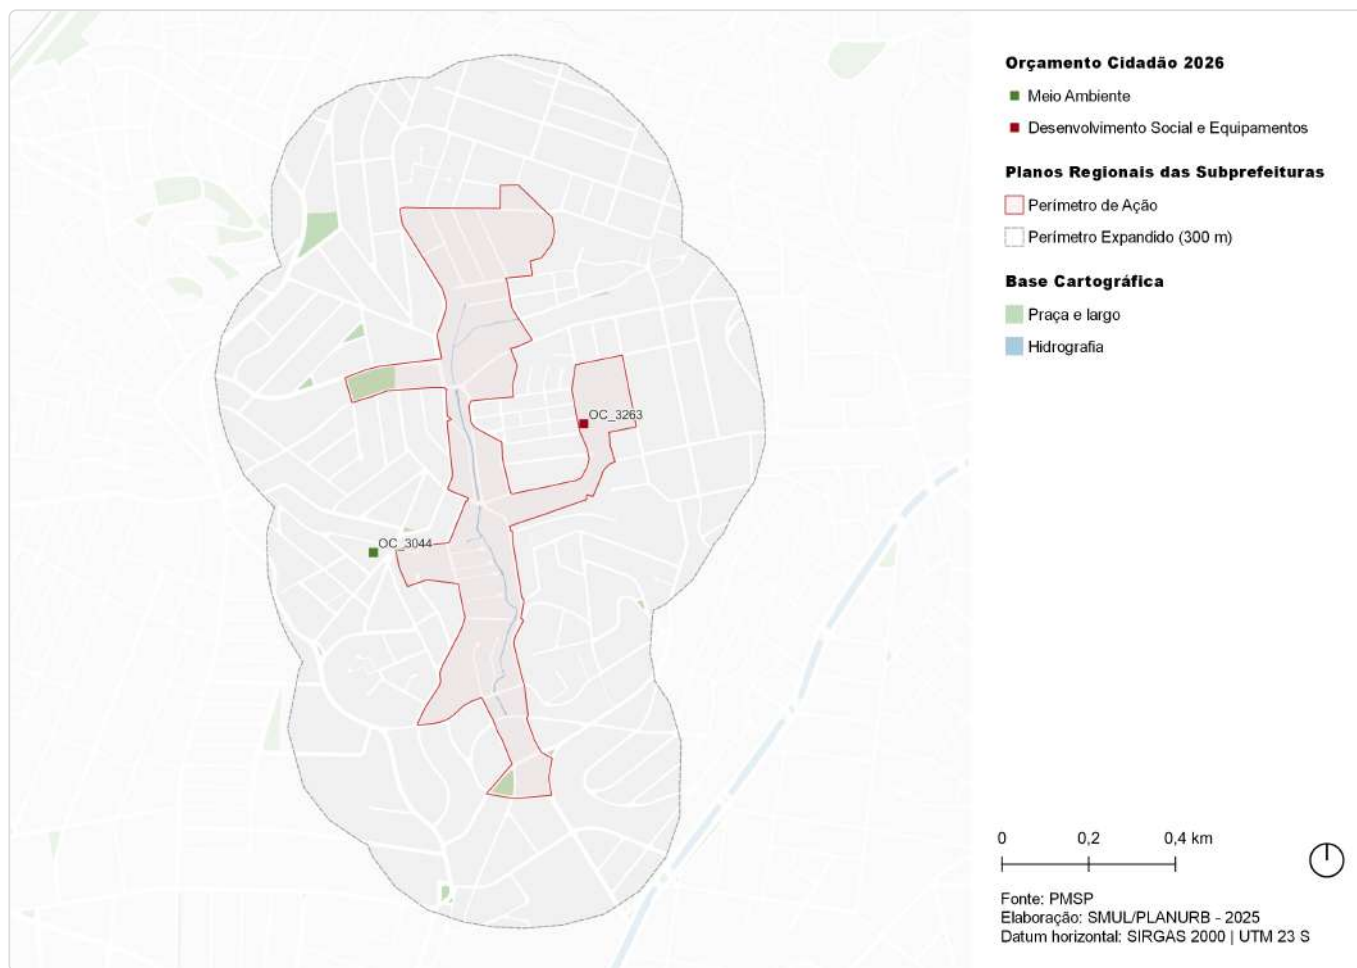 OC_3263
OC_3044
Orçamento Cidadão 2026
Meio Ambiente
Desenvolvimento Social e Equipamentos
Planos Regionais das Subprefeituras
Perímetro de Ação
Perímetro Expandido (300 m)
Base Cartográfica
Praça e largo
Hidrografia
0 0,2 0,4 km
Fonte: PMSP
Elaboração: SMUL/PLANURB - 2025
Datum horizontal: SIRGAS 2000 | UTM 23 S